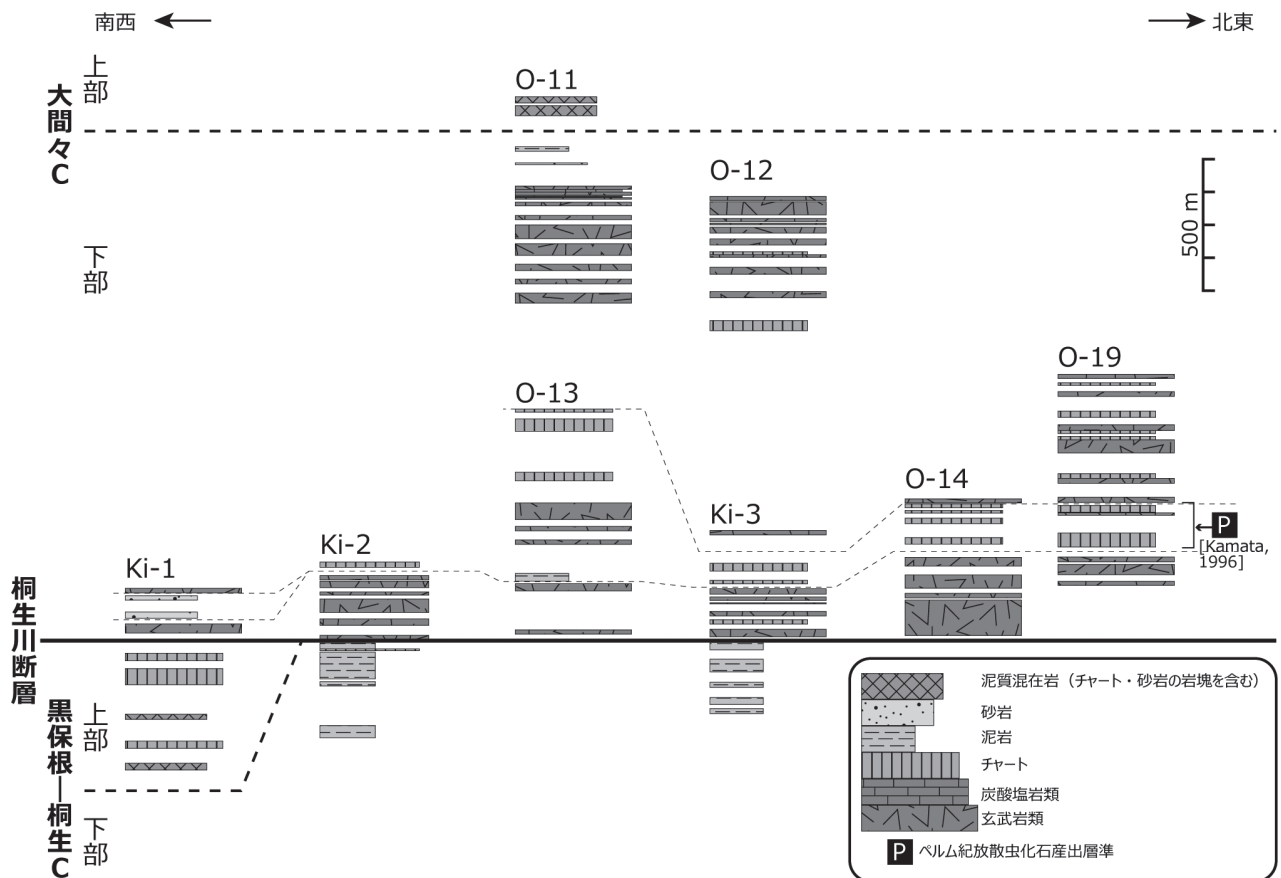 南西
北東
大間々C
上部
下部
O-11
O-12
500 m
O-13
O-19
O-14
Ki-3
Ki-2
Ki-1
P
[Kamata,
1996]
桐生川断層
黒保根―桐生C
上部
下部
泥質混在岩（チャート・砂岩の岩塊を含む）
砂岩
泥岩
チャート
炭酸塩岩類
玄武岩類
P ペルム紀放散虫化石産出層準